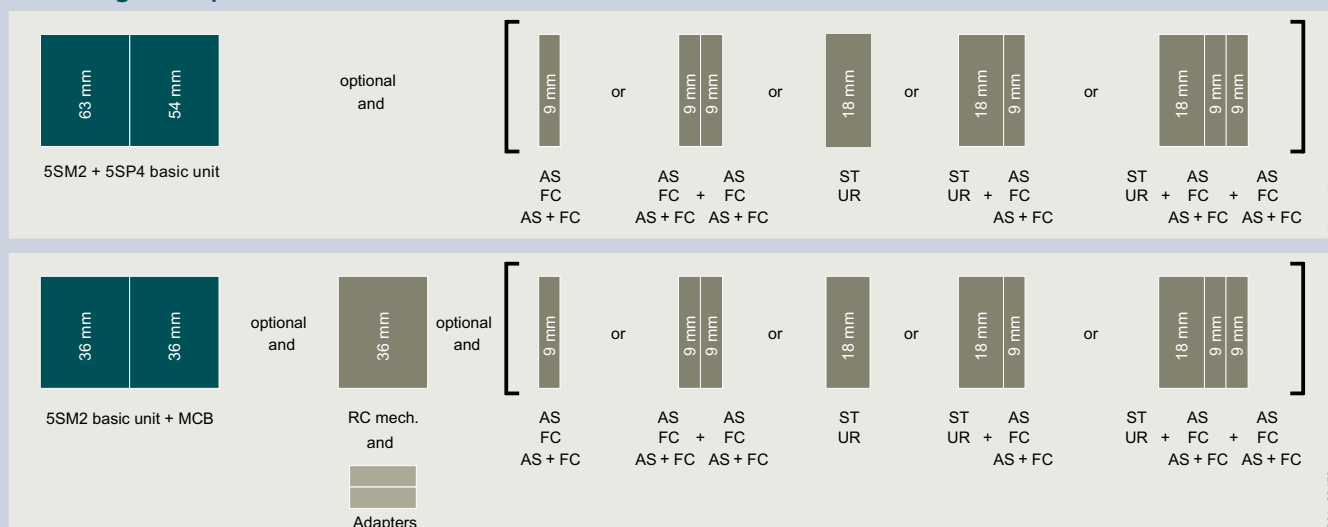 63 mm
54 mm
5SM2 + 5SP4 basic unit
optional
and
9 mm
or
9 mm 9 mm
or
18 mm
or
18 mm 9 mm
or
18 mm 9 mm 9 mm
AS
FC
AS + FC
AS AS
FC + FC
AS + FC AS + FC
ST
UR
ST AS
UR + FC
AS + FC
ST AS AS
UR + FC + FC
AS + FC AS + FC
36 mm
36 mm
5SM2 basic unit + MCB
optional
and
36 mm
RC mech.
and
Adapters
optional
and
9 mm
or
9 mm 9 mm
or
18 mm
or
18 mm 9 mm
or
18 mm 9 mm 9 mm
AS
FC
AS + FC
AS AS
FC + FC
AS + FC AS + FC
ST
UR
ST AS
UR + FC
AS + FC
ST AS AS
UR + FC + FC
AS + FC AS + FC